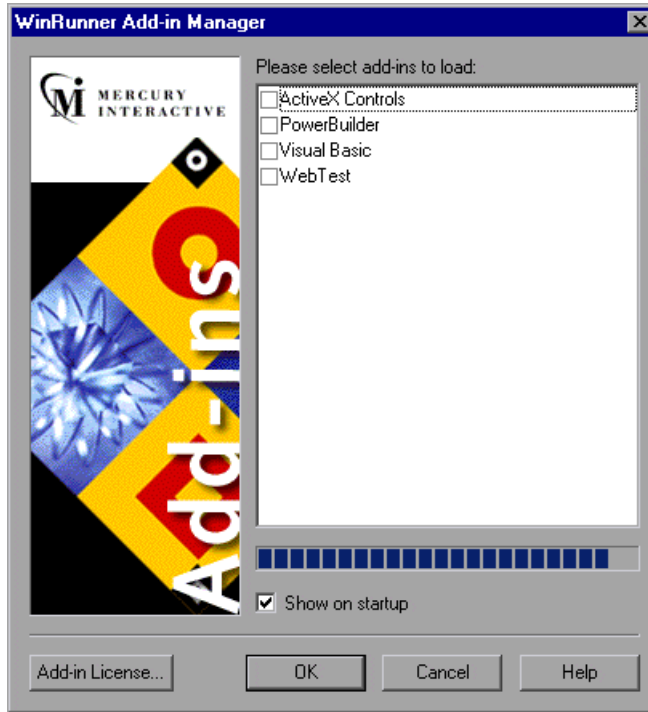 WinRunner Add-in Manager
MERCURY
INTERACTIVE
Add-ins
Please select add-ins to load:
ActiveX Controls
PowerBuilder
Visual Basic
WebTest
Show on startup
Add-in License...
OK
Cancel
Help